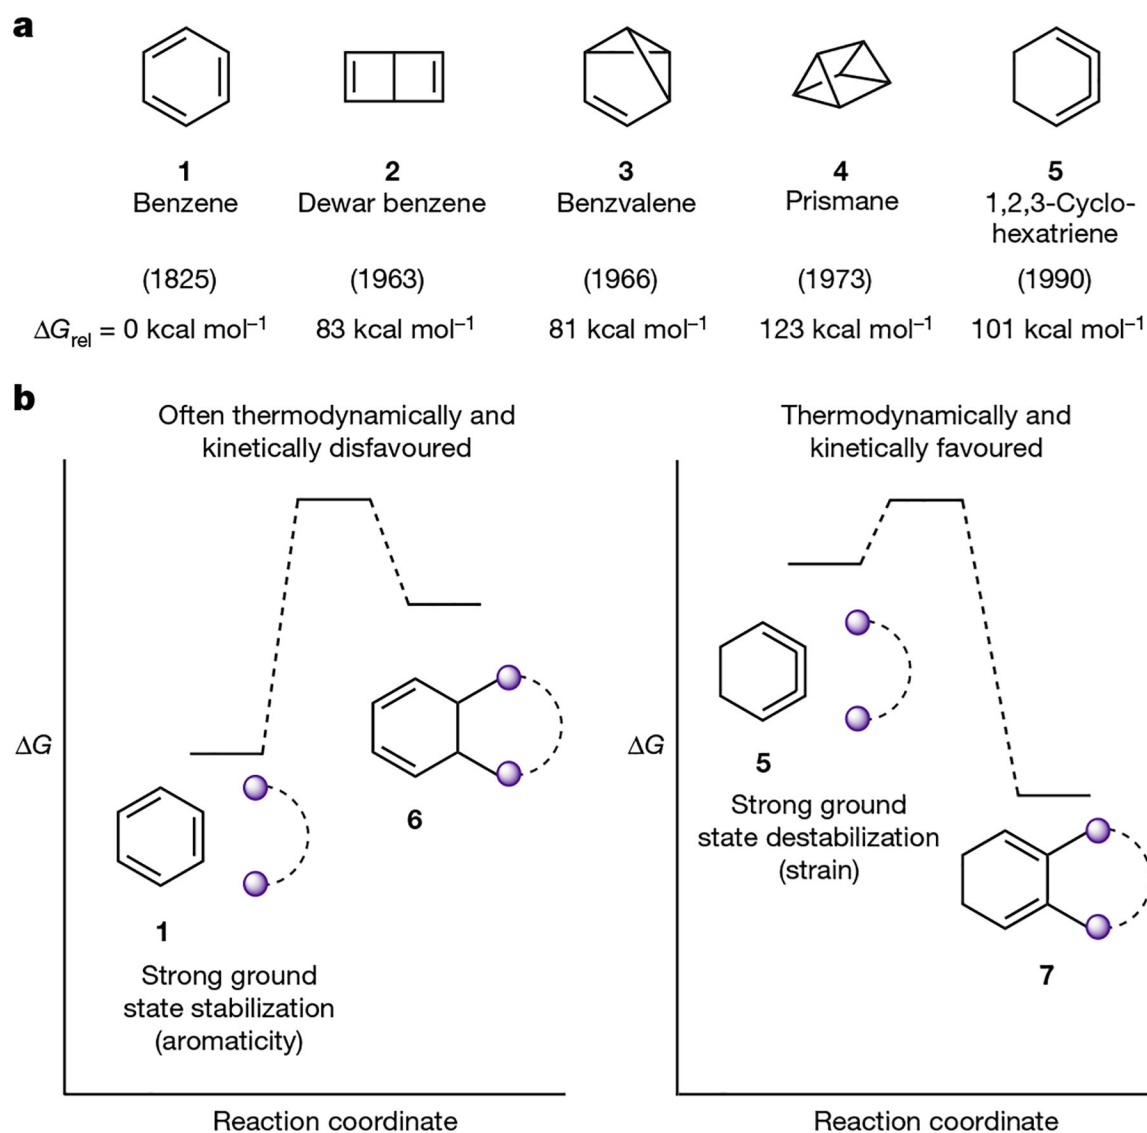 a
1 2 3 4 5
Benzene Dewar benzene Benzvalene Prismane 1,2,3-Cyclo-
hexatriene
(1825) (1963) (1966) (1973) (1990)
ΔG_rel = 0 kcal mol⁻¹ 83 kcal mol⁻¹ 81 kcal mol⁻¹ 123 kcal mol⁻¹ 101 kcal mol⁻¹
b
Often thermodynamically and
kinetically disfavoured
ΔG
6
1
Strong ground
state stabilization
(aromaticity)
Reaction coordinate
Thermodynamically and
kinetically favoured
ΔG
5
Strong ground
state destabilization
(strain)
7
Reaction coordinate